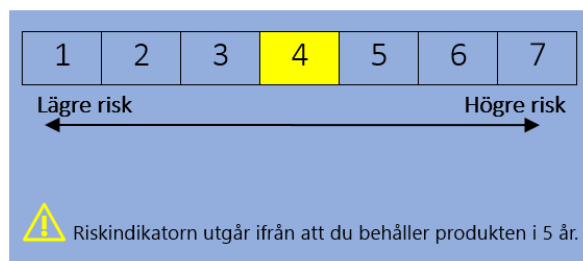 1 2 3 4 5 6 7
Lägre risk Högre risk
Riskindikatorn utgår ifrån att du behåller produkten i 5 år.